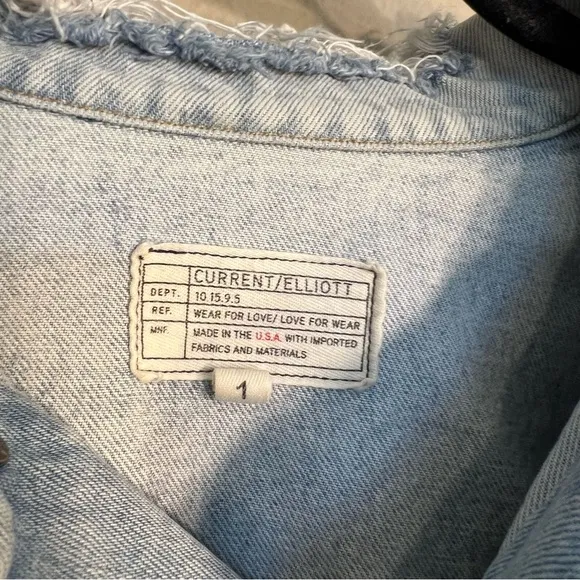 CURRENT/ELLIOTT
DEPT. 10.15.9.5
REF. WEAR FOR LOVE/ LOVE FOR WEAR
MNF. MADE IN THE U.S.A. WITH IMPORTED
FABRICS AND MATERIALS
1